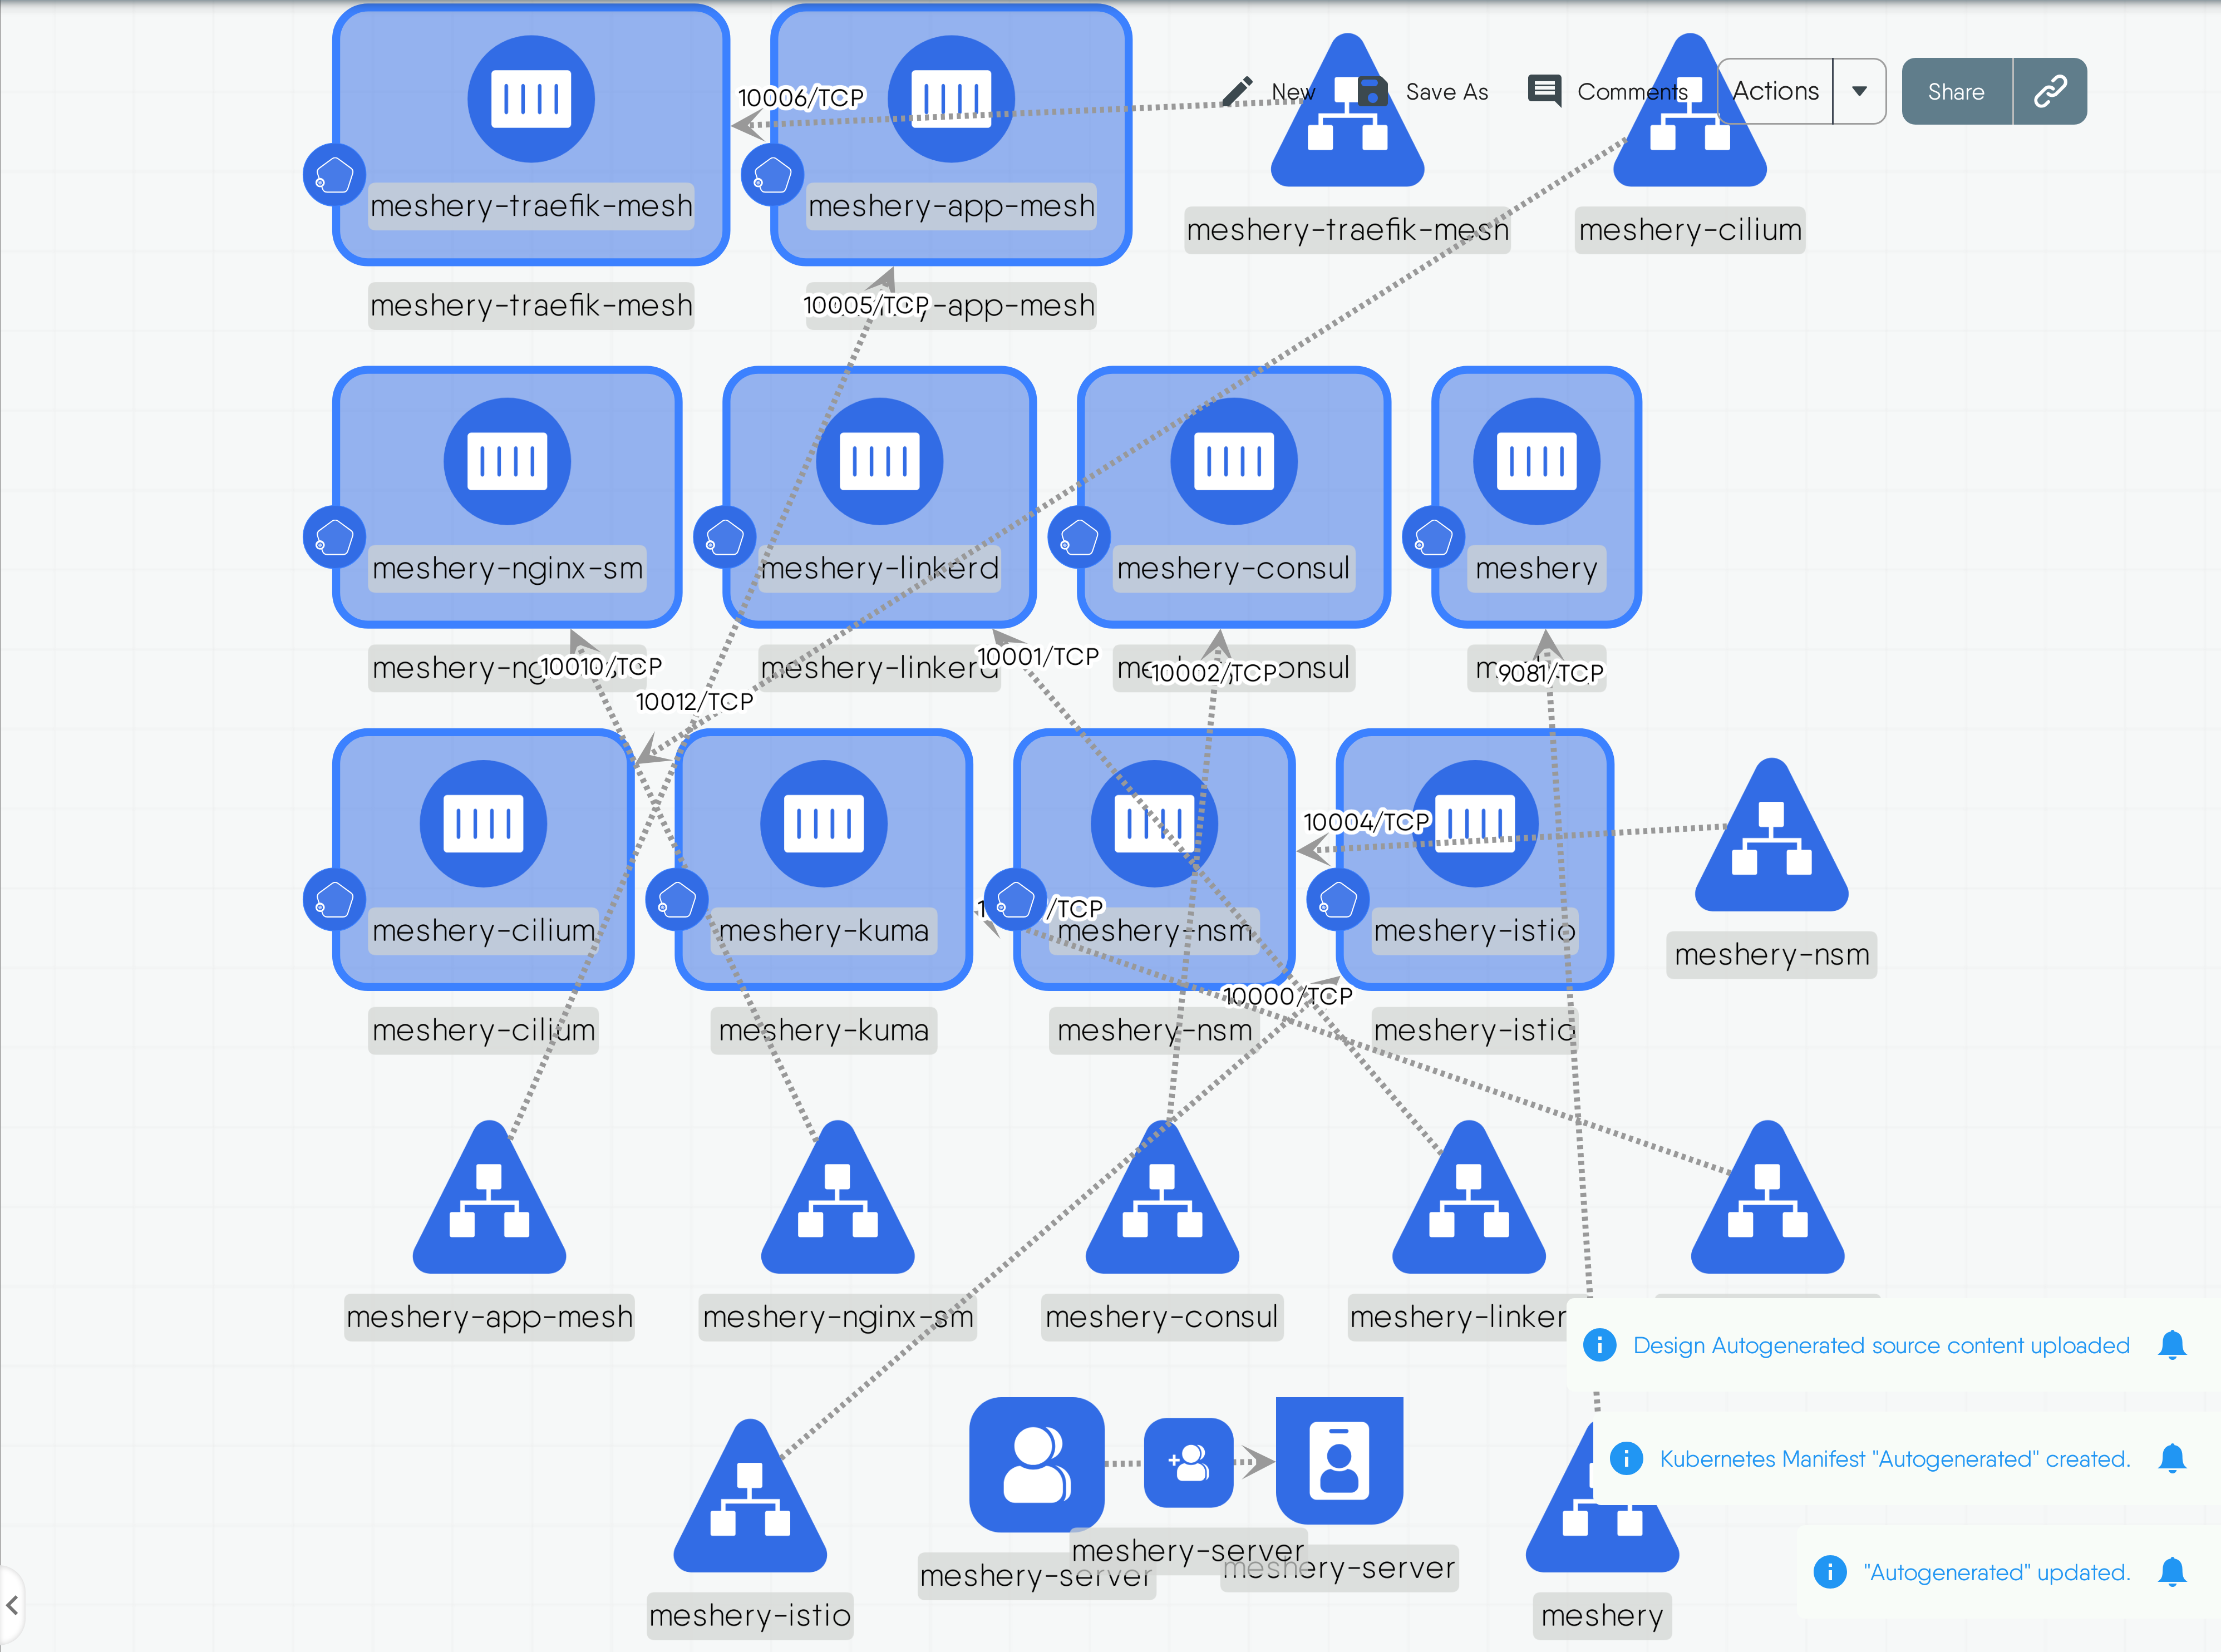 New
Save As
Comments
Actions
Share
10006/TCP
meshery-traefik-mesh
meshery-app-mesh
meshery-traefik-mesh
meshery-cilium
meshery-traefik-mesh
10005/TCP
-app-mesh
meshery-nginx-sm
meshery-linkerd
meshery-consul
meshery
10010/TCP
meshery-linkerd
10001/TCP
10002/TCP
9081/TCP
10012/TCP
10004/TCP
/TCP
meshery-cilium
meshery-kuma
meshery-nsm
meshery-istio
meshery-nsm
10000/TCP
meshery-cilium
meshery-kuma
meshery-nsm
meshery-istio
meshery-app-mesh
meshery-nginx-sm
meshery-consul
meshery-linker
Design Autogenerated source content uploaded
Kubernetes Manifest "Autogenerated" created.
meshery-server
meshery-server
meshery-server
"Autogenerated" updated.
meshery-istio
meshery